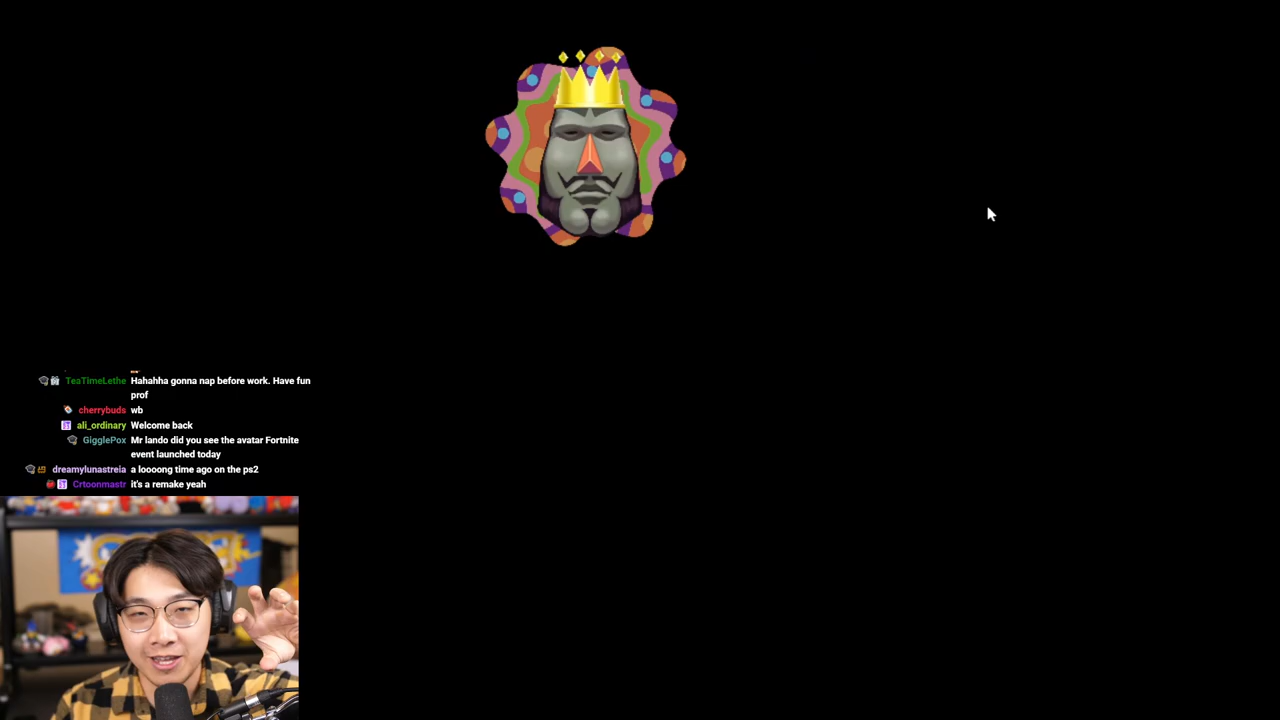 TeaTimeLethe Hahahha gonna nap before work. Have fun
prof
cherrybuds wb
ali_ordinary Welcome back
GigglePox Mr lando did you see the avatar Fortnite
event launched today
dreamylunastreia a loooong time ago on the ps2
Crtoonmastr it's a remake yeah